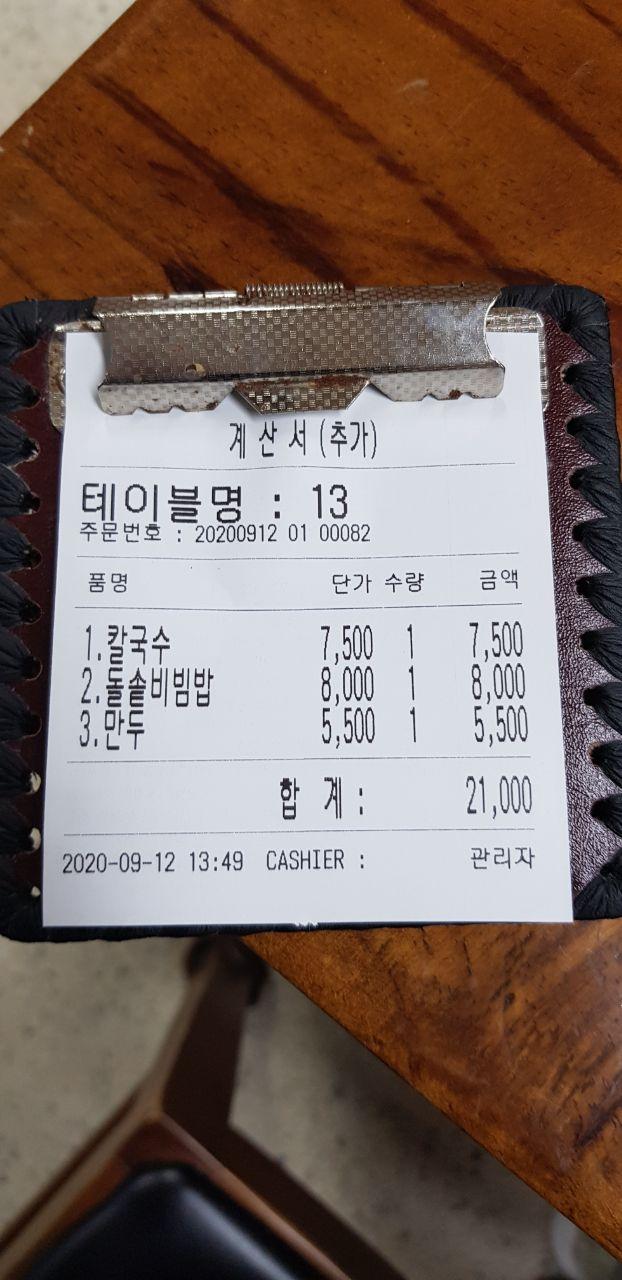 계 산 서 (추가)
테이블명 : 13
주문번호 : 20200912 01 00082
품명 단가 수량 금액
1.칼국수 7,500 1 7,500
2.돌솥비빔밥 8,000 1 8,000
3.만두 5,500 1 5,500
합 계 : 21,000
2020-09-12 13:49 CASHIER : 관리자